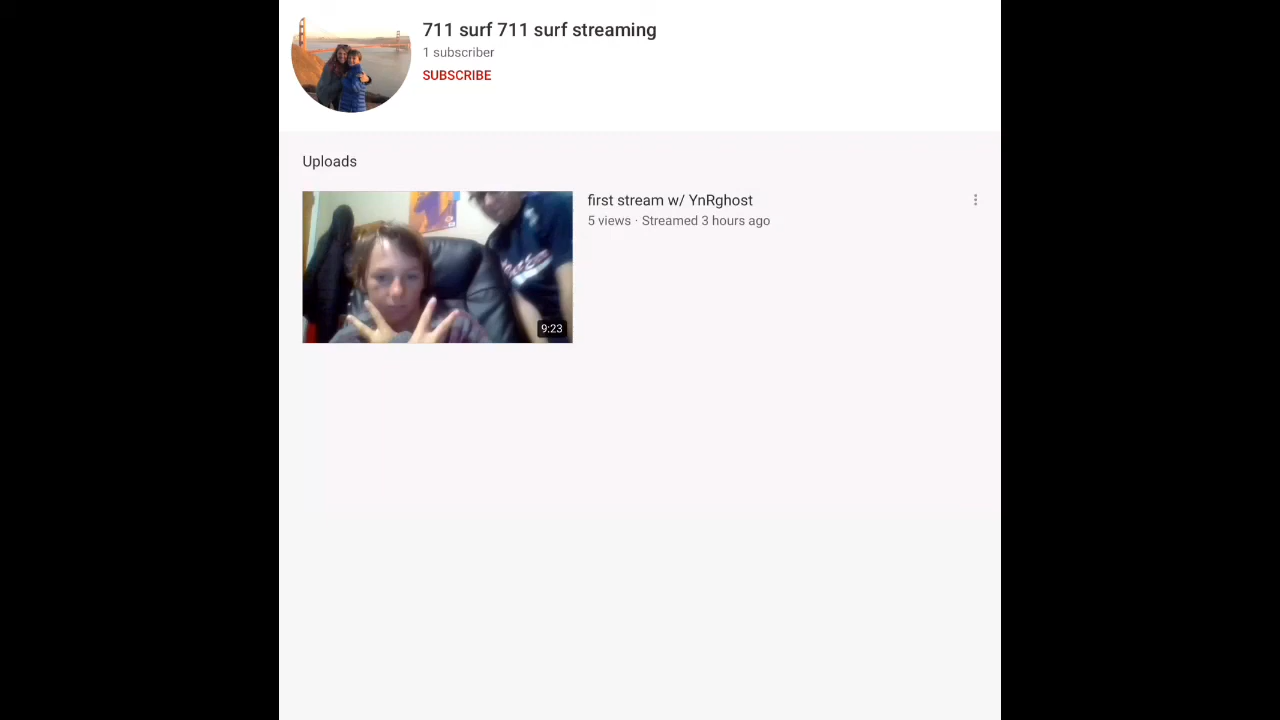 711 surf 711 surf streaming
1 subscriber
SUBSCRIBE
Uploads
first stream w/ YnRghost
5 views · Streamed 3 hours ago
9:23